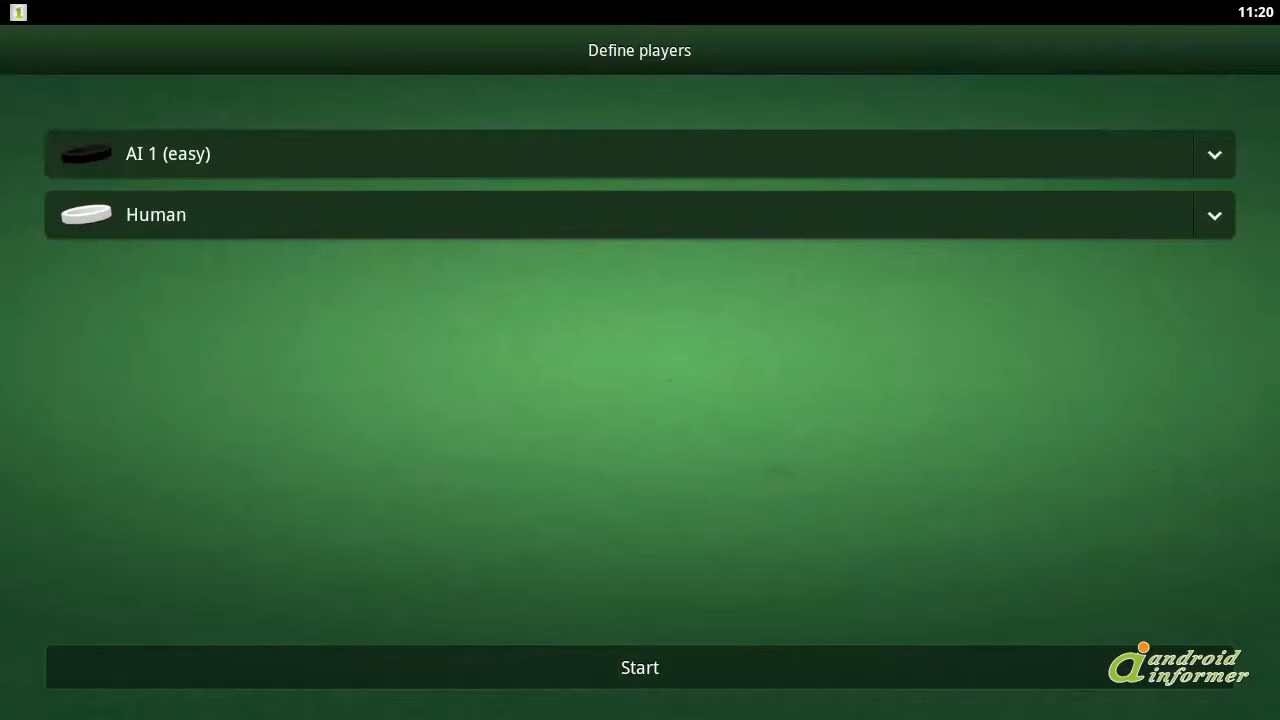 1
11:20
Define players
AI 1 (easy)
Human
Start
android
informer